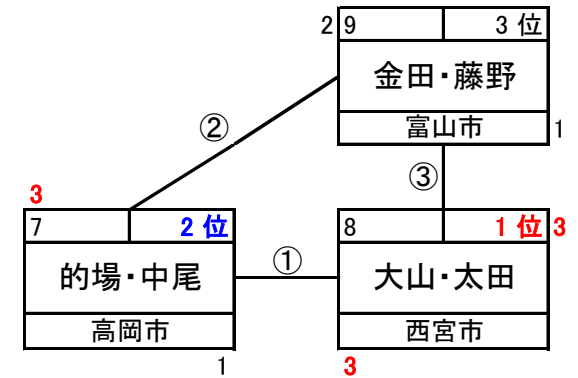 2 9 3 位
金田・藤野
富山市 1
②
③
3
7 2 位
8 1 位 3
的場・中尾 ① 大山・太田
高岡市
西宮市
1
3